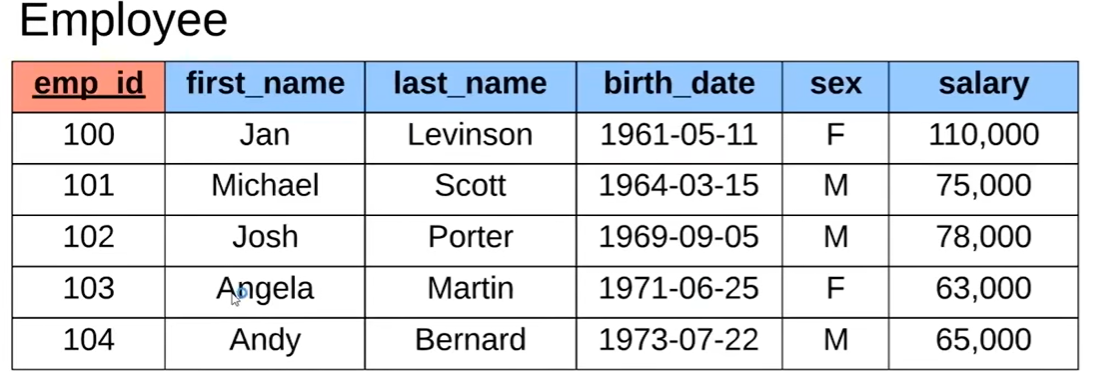 Employee
emp_id first_name last_name birth_date sex salary
100 Jan Levinson 1961-05-11 F 110,000
101 Michael Scott 1964-03-15 M 75,000
102 Josh Porter 1969-09-05 M 78,000
103 Angela Martin 1971-06-25 F 63,000
104 Andy Bernard 1973-07-22 M 65,000